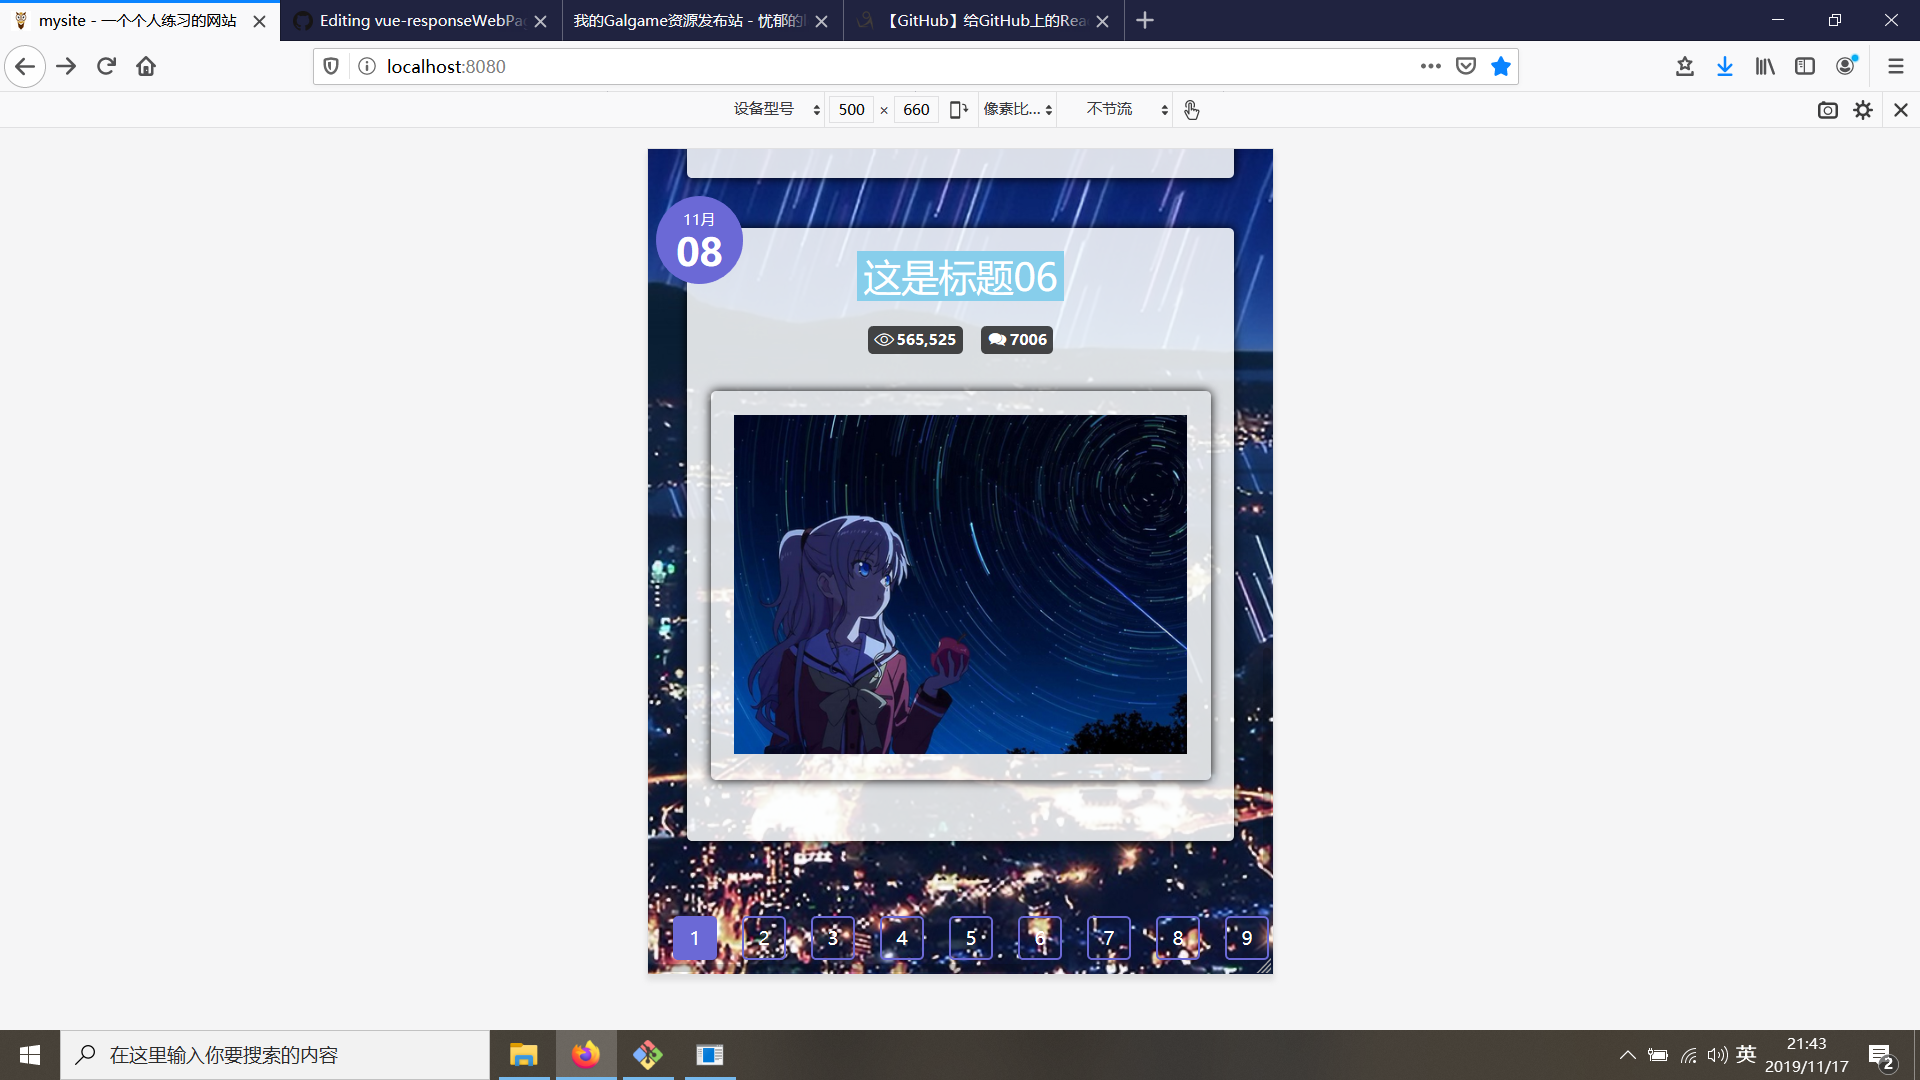 mysite - 一个个人练习的网站
Editing vue-responseWebPa
我的Galgame资源发布站 - 忧郁的
【GitHub】给GitHub上的Rea
localhost:8080
设备型号 500 × 660 像素比... 不节流
11月
08
这是标题06
565,525 7006
1 2 3 4 5 6 7 8 9
在这里输入你要搜索的内容
英
21:43
2019/11/17
2